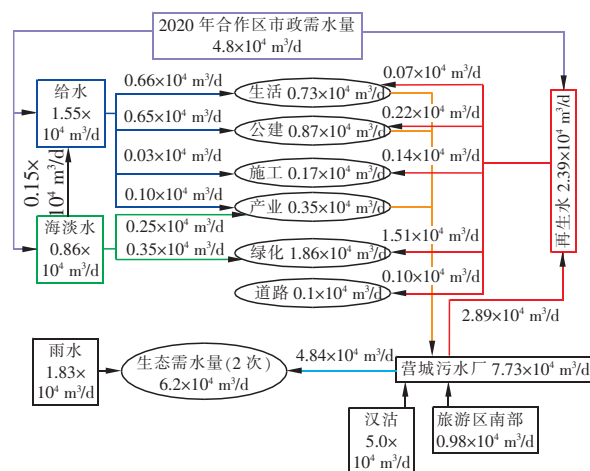 2020 年合作区市政需水量
4.8×10⁴ m³/d
给水
1.55×
10⁴ m³/d
0.15×
10⁴ m³/d
海淡水
0.86×
10⁴ m³/d
0.66×10⁴ m³/d
0.65×10⁴ m³/d
0.03×10⁴ m³/d
0.10×10⁴ m³/d
0.25×10⁴ m³/d
0.35×10⁴ m³/d
生活 0.73×10⁴ m³/d
公建 0.87×10⁴ m³/d
施工 0.17×10⁴ m³/d
产业 0.35×10⁴ m³/d
绿化 1.86×10⁴ m³/d
道路 0.1×10⁴ m³/d
0.07×10⁴ m³/d
0.22×10⁴ m³/d
0.14×10⁴ m³/d
1.51×10⁴ m³/d
0.10×10⁴ m³/d
再生水 2.39×10⁴ m³/d
2.89×10⁴ m³/d
雨水
1.83×
10⁴ m³/d
生态需水量(2 次)
6.2×10⁴ m³/d
4.84×10⁴ m³/d
营城污水厂 7.73×10⁴ m³/d
汉沽
5.0×
10⁴ m³/d
旅游区南部
0.98×10⁴ m³/d